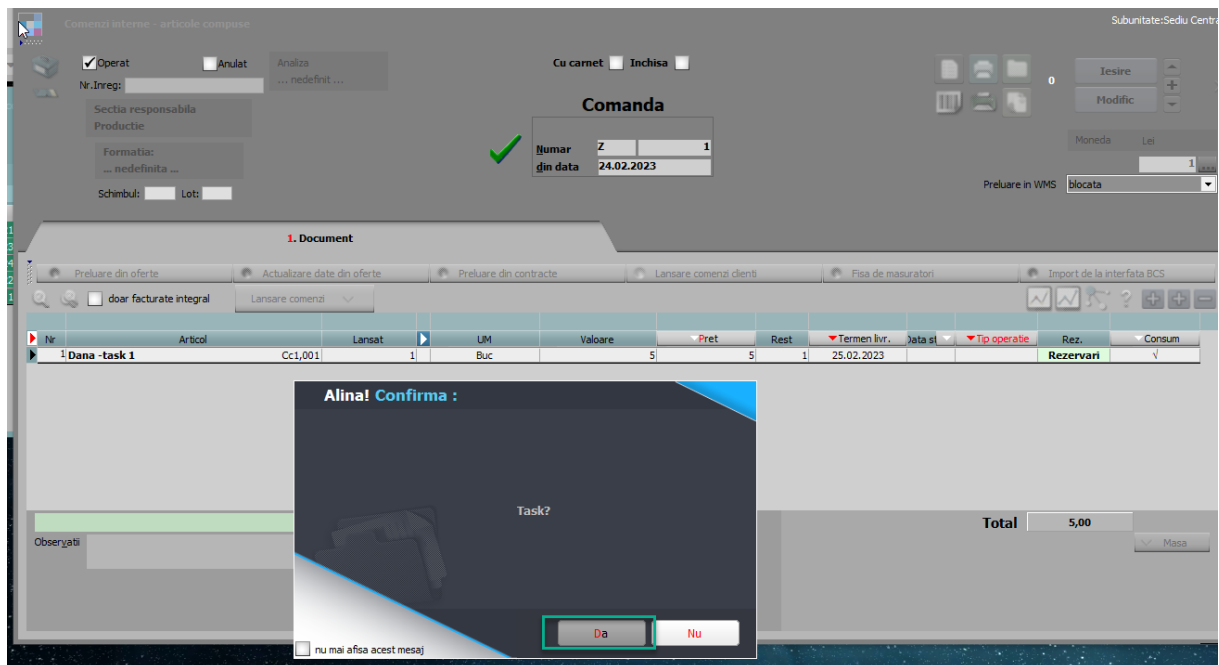 Comenzi interne - articole compuse
Subunitate:Sediu Centra
Operat
Anulat
Analiza
... nedefinit ...
Cu carnet
Inchisa
Nr.Inreg:
0
Iesire
Modific
Sectia responsabila
Productie
Comanda
Formatia:
... nedefinita ...
Numar Z 1
din data 24.02.2023
Moneda Lei
1
Schimbul:
Lot:
Preluare in WMS blocata
1. Document
Preluare din oferte
Actualizare date din oferte
Preluare din contracte
Lansare comenzi clienti
Fisa de masuratori
Import de la interfata BCS
doar facturate integral
Lansare comenzi
Nr Articol Lansat UM Valoare Pret Rest Termen livr. Data st Tip operatie Rez. Consum
1 Dana -task 1 Cc1,001 1 Buc 5 5 1 25.02.2023 Rezervari √
Alina! Confirma :
Task?
Total 5,00
Observatii
Masa
Da
Nu
nu mai afisa acest mesaj